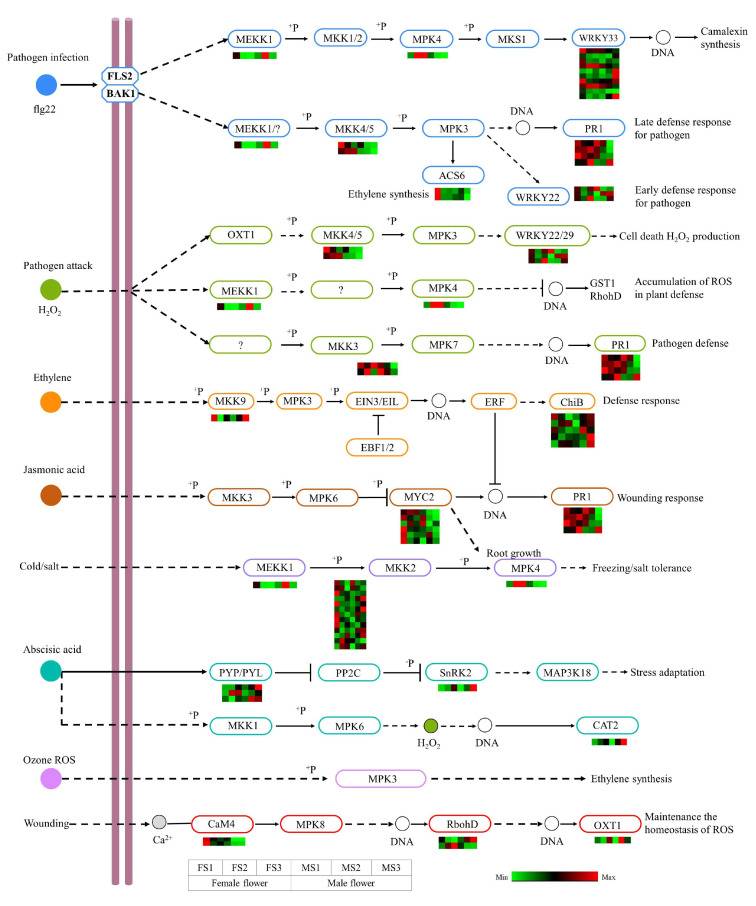 +P +P +P
MEKK1 MKK1/2 MPK4 MKS1 WRKY33 Camalexin
DNA synthesis
Pathogen infection
FLS2
BAK1
flg22
+P +P DNA
MEKK1/? MKK4/5 MPK3 PR1 Late defense response
for pathogen
ACS6
Ethylene synthesis WRKY22 Early defense response
for pathogen
+P +P
OXT1 MKK4/5 MPK3 WRKY22/29 Cell death H2O2 production
Pathogen attack
+P +P
MEKK1 ? MPK4 GST1 Accumulation of ROS
H2O2 DNA RhohD in plant defense
+P +P
? MKK3 MPK7 PR1 Pathogen defense
DNA
Ethylene
+P +P +P
MKK9 MPK3 EIN3/EIL ERF ChiB Defense response
DNA
EBF1/2
Jasmonic acid
+P +P +P
MKK3 MPK6 MYC2 PR1 Wounding response
DNA
Root growth
+P +P
Cold/salt MEKK1 MKK2 MPK4 Freezing/salt tolerance
Abscisic acid
-P
PYP/PYL PP2C SnRK2 MAP3K18 Stress adaptation
+P +P
MKK1 MPK6 CAT2
H2O2 DNA
Ozone ROS
+P
MPK3 Ethylene synthesis
Wounding CaM4 MPK8 RbohD OXT1 Maintenance the
homeostasis of ROS
Ca2+ DNA DNA
FS1 FS2 FS3 MS1 MS2 MS3
Female flower Male flower
Min Max